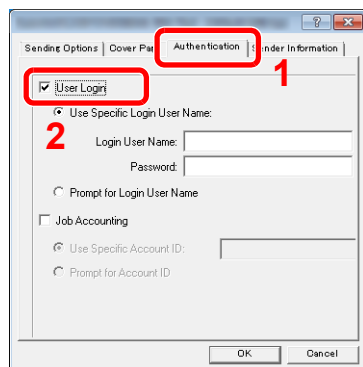 Sending Options Cover Pa Authentication ender Information
1
User Login
Use Specific Login User Name:
2
Login User Name:
Password:
Prompt for Login User Name
Job Accounting
Use Specific Account ID:
Prompt for Account ID
OK Cancel